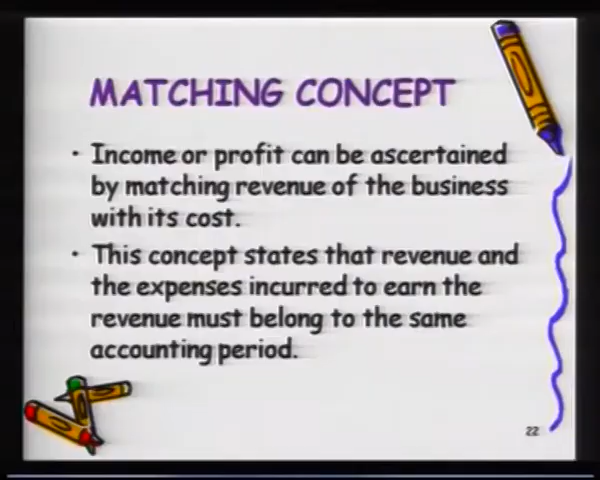 MATCHING CONCEPT
• Income or profit can be ascertained
by matching revenue of the business
with its cost.
• This concept states that revenue and
the expenses incurred to earn the
revenue must belong to the same
accounting period.
22